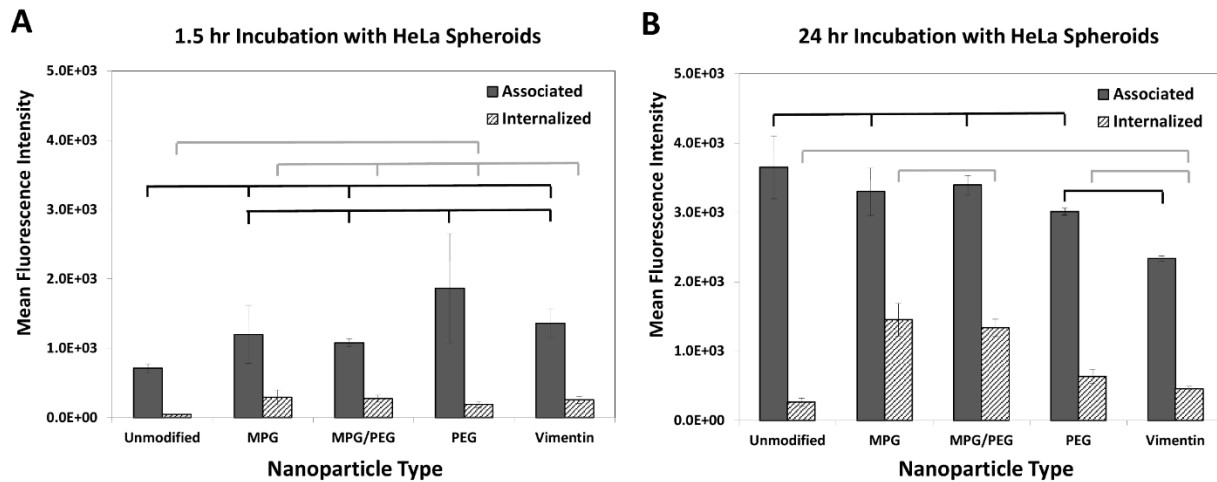 A
1.5 hr Incubation with HeLa Spheroids
5.0E+03
4.0E+03
3.0E+03
2.0E+03
1.0E+03
0.0E+00
Mean Fluorescence Intensity
Associated
Internalized
Unmodified
MPG
MPG/PEG
PEG
Vimentin
Nanoparticle Type
B
24 hr Incubation with HeLa Spheroids
5.0E+03
4.0E+03
3.0E+03
2.0E+03
1.0E+03
0.0E+00
Mean Fluorescence Intensity
Associated
Internalized
Unmodified
MPG
MPG/PEG
PEG
Vimentin
Nanoparticle Type